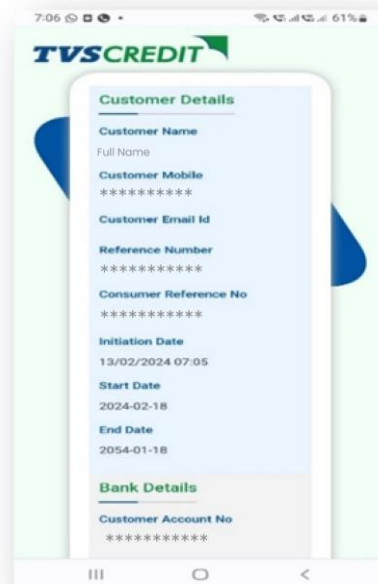 7:06
61%
TVSCREDIT
Customer Details
Customer Name
Full Name
Customer Mobile
**********
Customer Email Id
Reference Number
***********
Consumer Reference No
***********
Initiation Date
13/02/2024 07:05
Start Date
2024-02-18
End Date
2054-01-18
Bank Details
Customer Account No
***********